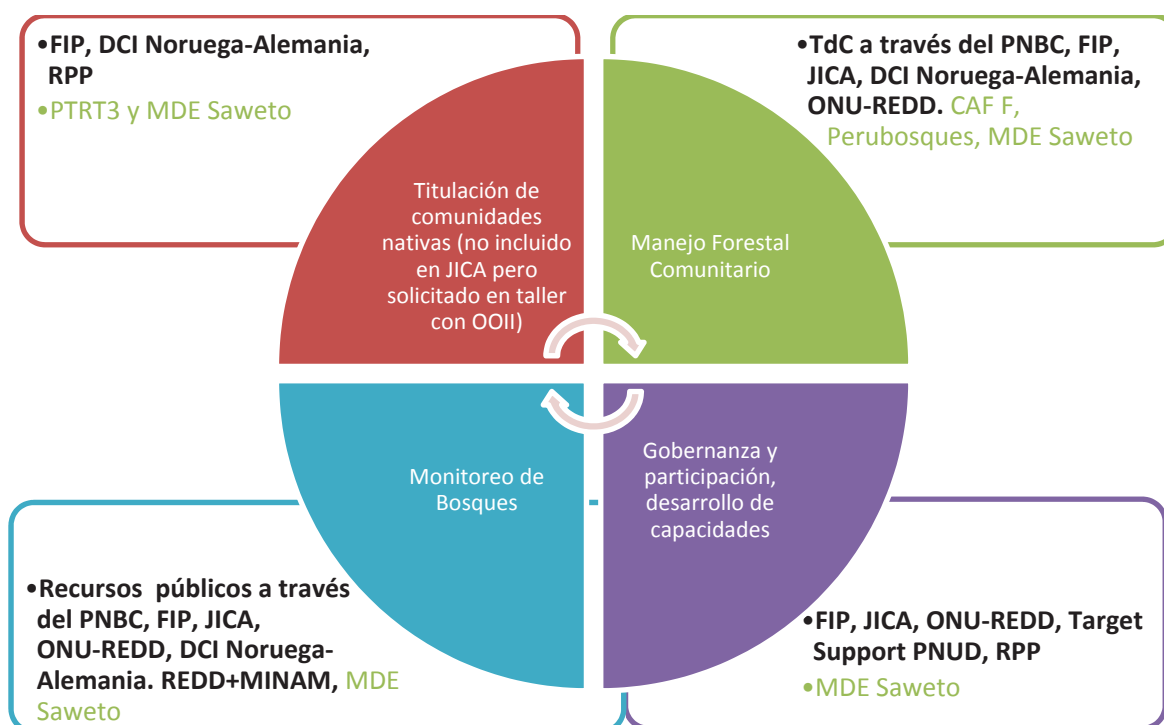 •FIP, DCI Noruega-Alemania,
RPP
•PTRT3 y MDE Saweto
•TdC a través del PNBC, FIP,
JICA, DCI Noruega-Alemania,
ONU-REDD. CAF F,
Perubosques, MDE Saweto
Titulación de
comunidades
nativas (no incluido
en JICA pero
solicitado en taller
con OOII)
Manejo Forestal
Comunitario
Monitoreo de
Bosques
Gobernanza y
participación,
desarrollo de
capacidades
•Recursos públicos a través
del PNBC, FIP, JICA,
ONU-REDD, DCI Noruega-
Alemania. REDD+MINAM, MDE
Saweto
•FIP, JICA, ONU-REDD, Target
Support PNUD, RPP
•MDE Saweto